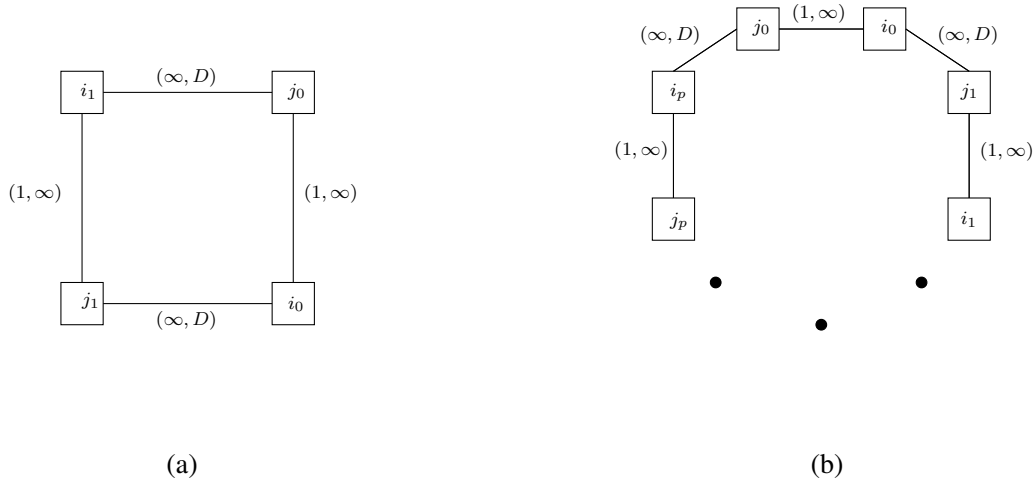 (∞, D)
i₁
j₀
(1, ∞)
(1, ∞)
j₁
i₀
(∞, D)
(a)
(1, ∞)
j₀
i₀
(∞, D)
(∞, D)
iₚ
j₁
(1, ∞)
(1, ∞)
jₚ
i₁
(b)